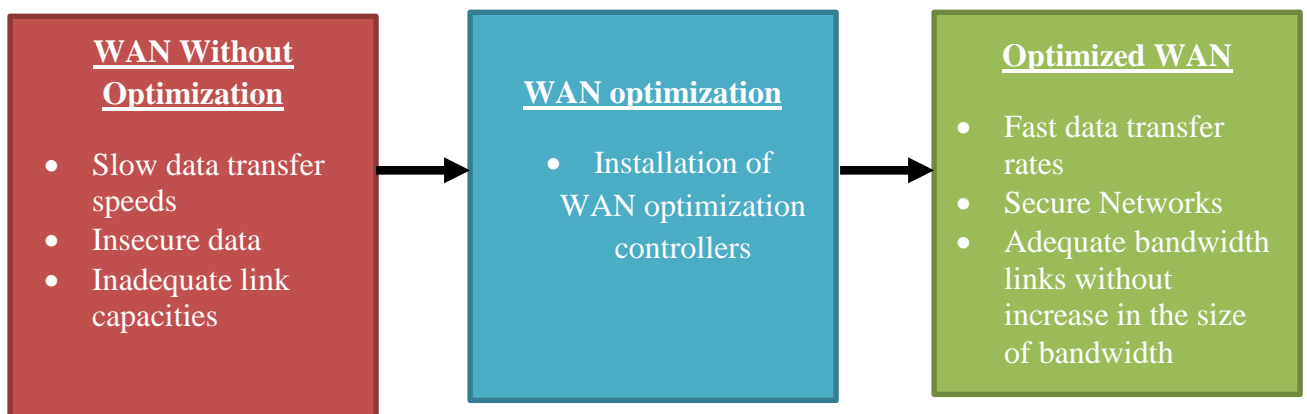 WAN Without
Optimization
• Slow data transfer
speeds
• Insecure data
• Inadequate link
capacities
WAN optimization
• Installation of
WAN optimization
controllers
Optimized WAN
• Fast data transfer
rates
• Secure Networks
• Adequate bandwidth
links without
increase in the size
of bandwidth